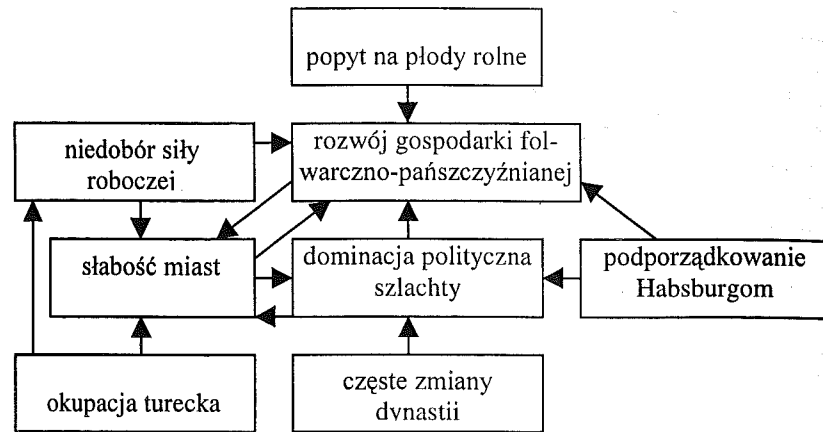 popyt na płody rolne
niedobór siły
roboczej
rozwój gospodarki fol-
warczno-pańszczyźnianej
słabość miast
dominacja polityczna
szlachty
podporządkowanie
Habsburgom
okupacja turecka
częste zmiany
dynastii